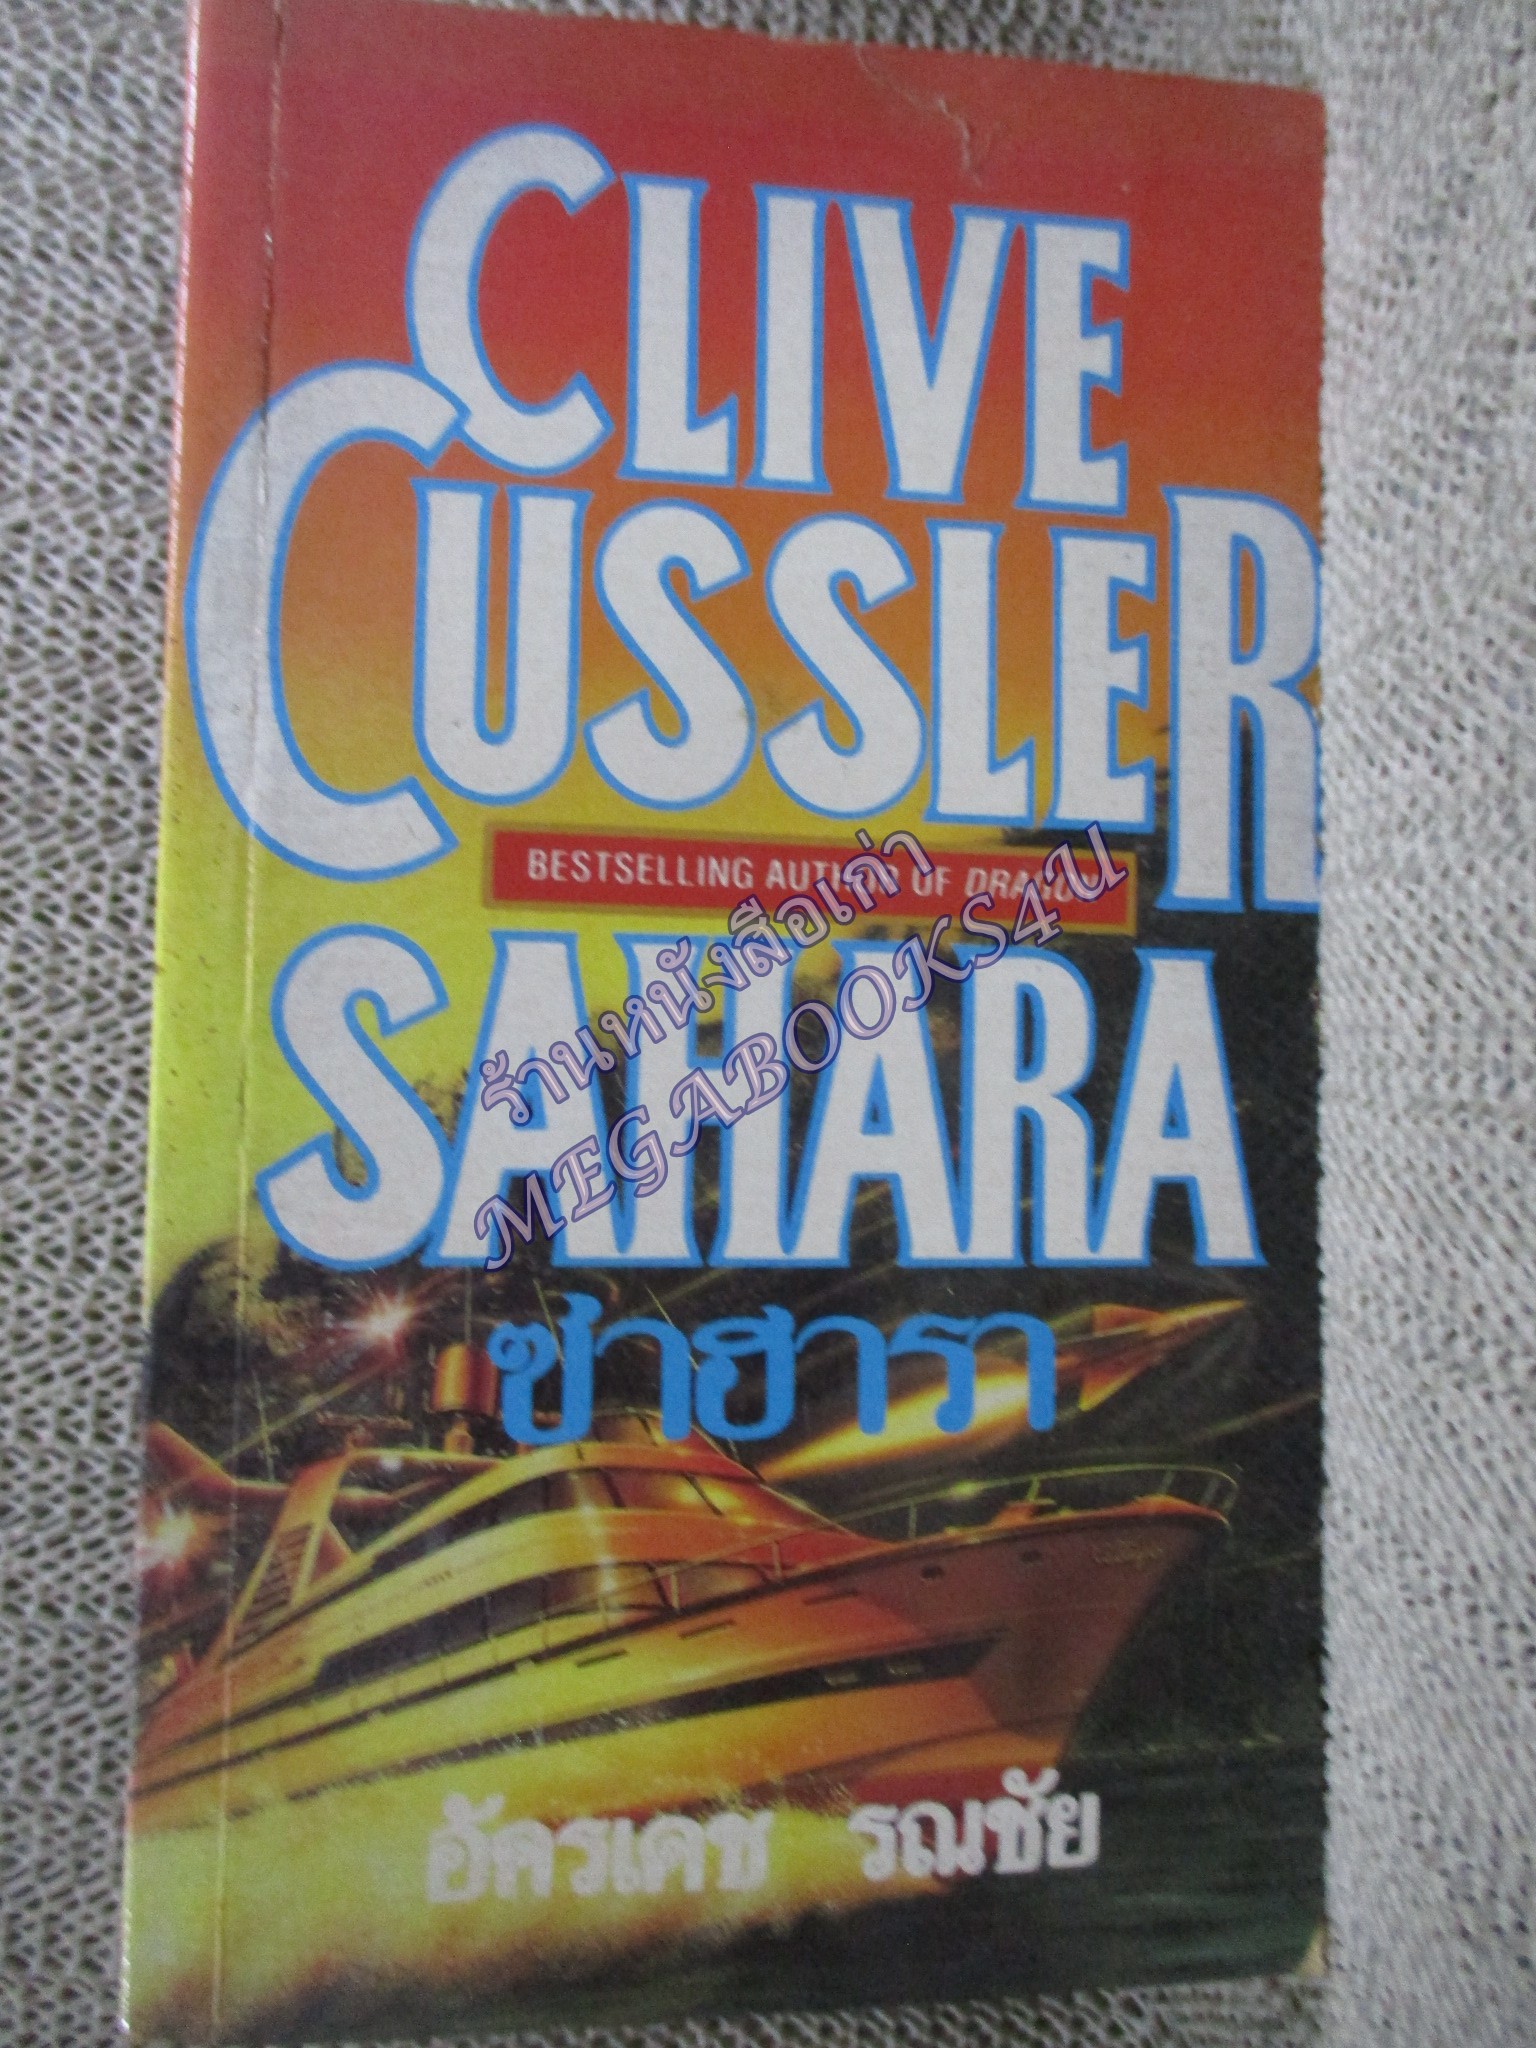 CLIVE
CUSSLER
BESTSELLING AUTHOR OF DRAGON
SAHARA
ร้านหนังสือเก่า
MEGABOOKS4U
ซาฮารา
อัครเดช รณชัย